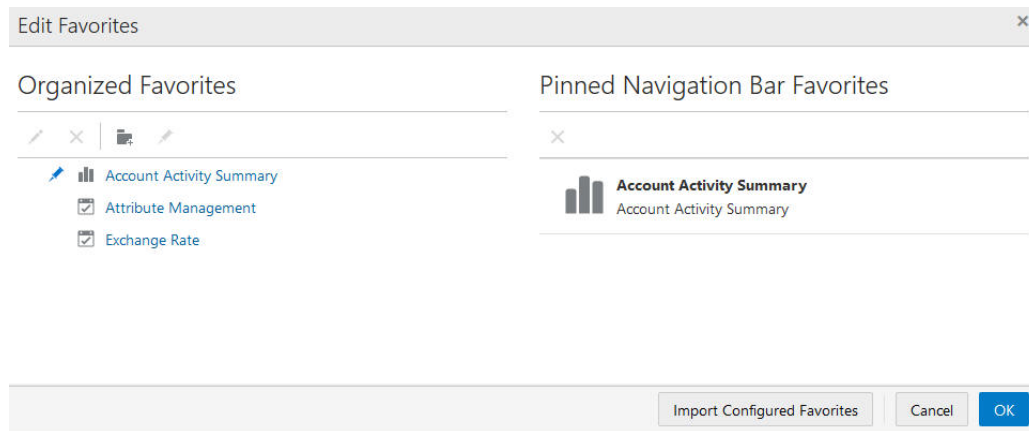 Edit Favorites
Organized Favorites
Account Activity Summary
Attribute Management
Exchange Rate
Pinned Navigation Bar Favorites
Account Activity Summary
Account Activity Summary
Import Configured Favorites
Cancel
OK